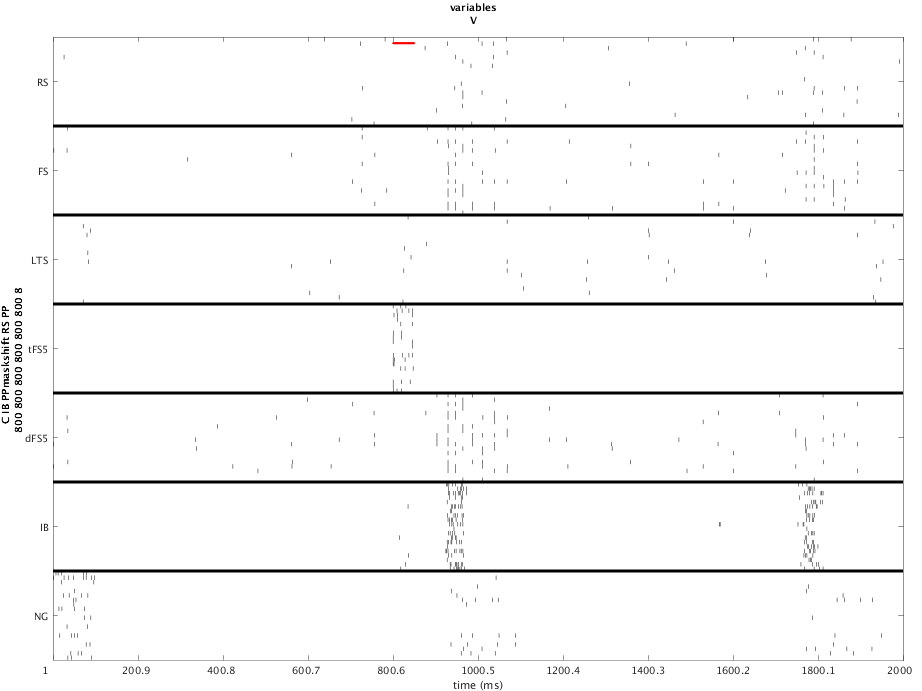 variables
V
C IB PPmaskshift RS PP
800 800 800 800 800 800 8
RS
FS
LTS
tFS5
dFS5
IB
NG
1 200.9 400.8 600.7 800.6 1000.5 1200.4 1400.3 1600.2 1800.1 2000
time (ms)